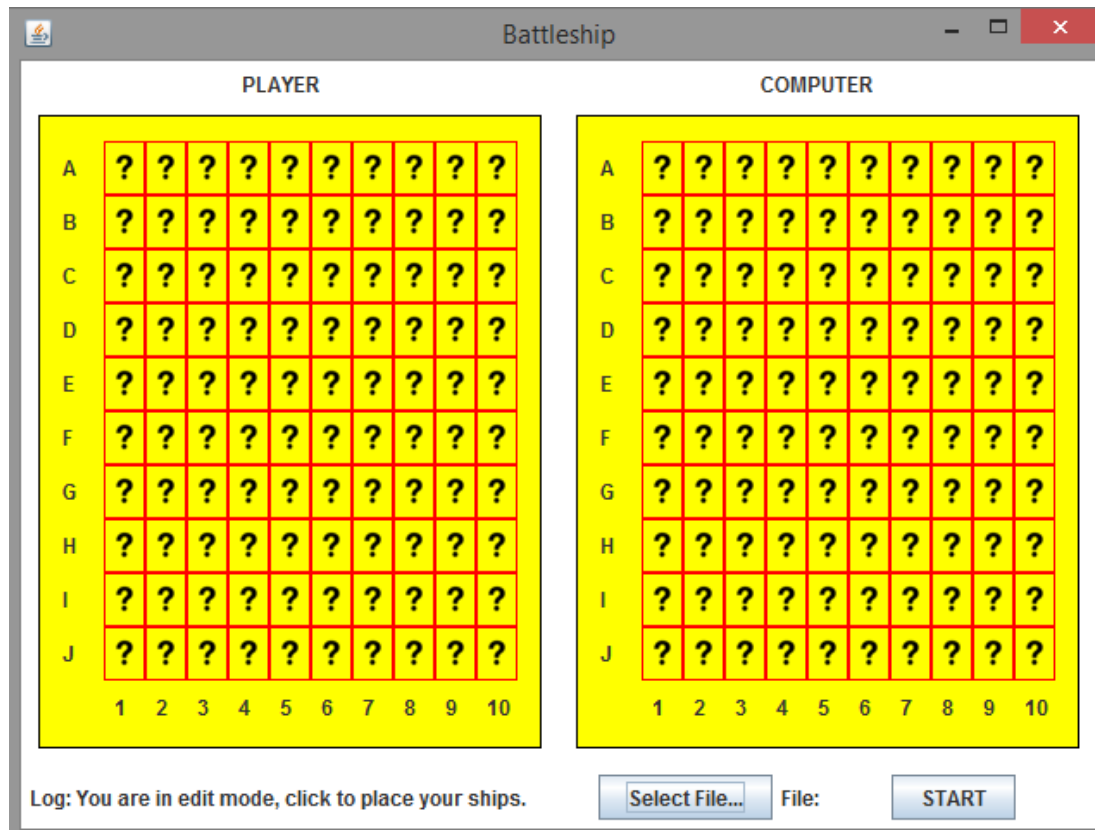 Battleship
PLAYER
COMPUTER
A ? ? ? ? ? ? ? ? ? ? A ? ? ? ? ? ? ? ? ? ?
B ? ? ? ? ? ? ? ? ? ? B ? ? ? ? ? ? ? ? ? ?
C ? ? ? ? ? ? ? ? ? ? C ? ? ? ? ? ? ? ? ? ?
D ? ? ? ? ? ? ? ? ? ? D ? ? ? ? ? ? ? ? ? ?
E ? ? ? ? ? ? ? ? ? ? E ? ? ? ? ? ? ? ? ? ?
F ? ? ? ? ? ? ? ? ? ? F ? ? ? ? ? ? ? ? ? ?
G ? ? ? ? ? ? ? ? ? ? G ? ? ? ? ? ? ? ? ? ?
H ? ? ? ? ? ? ? ? ? ? H ? ? ? ? ? ? ? ? ? ?
I ? ? ? ? ? ? ? ? ? ? I ? ? ? ? ? ? ? ? ? ?
J ? ? ? ? ? ? ? ? ? ? J ? ? ? ? ? ? ? ? ? ?
1 2 3 4 5 6 7 8 9 10 1 2 3 4 5 6 7 8 9 10
Log: You are in edit mode, click to place your ships. Select File... File: START